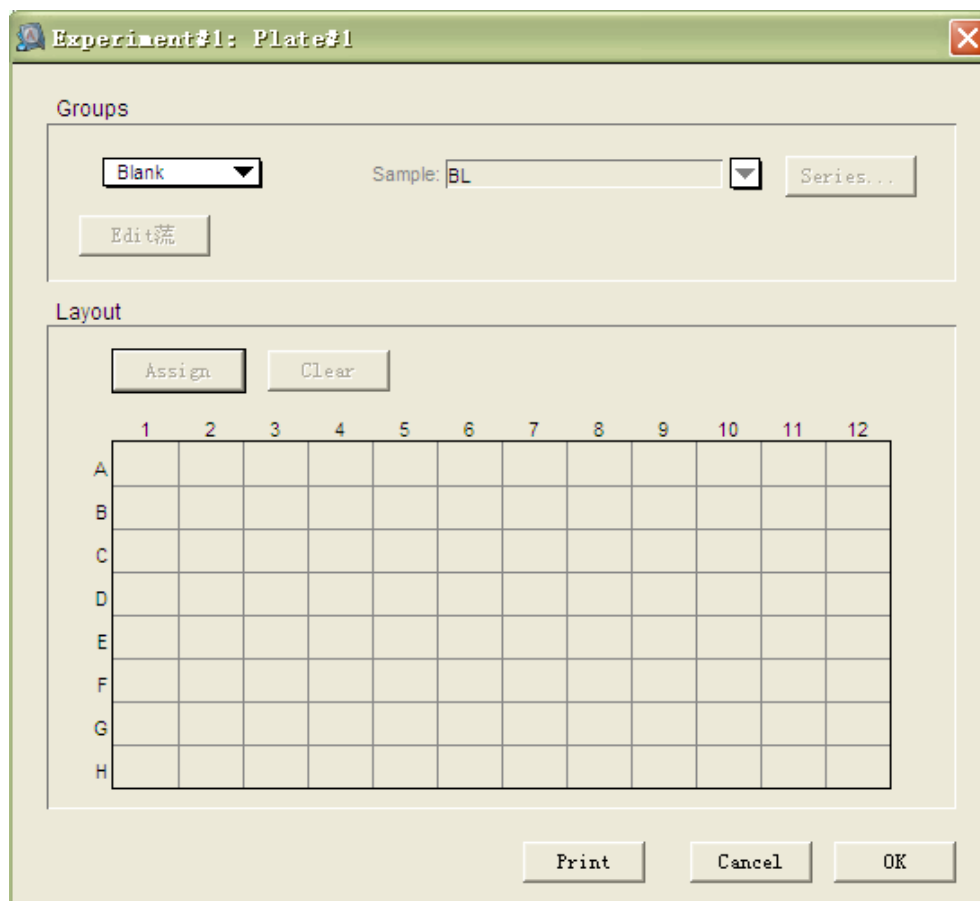 Experiment#1: Plate#1
Groups
Blank Sample: BL Series...
Edit蓅
Layout
Assign Clear
1 2 3 4 5 6 7 8 9 10 11 12
A
B
C
D
E
F
G
H
Print Cancel OK